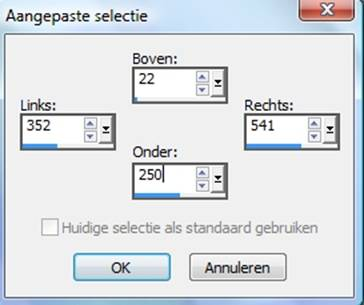 Aangepaste selectie
Boven:
22
Links:
352
Rechts:
541
Onder:
250
Huidige selectie als standaard gebruiken
OK
Annuleren